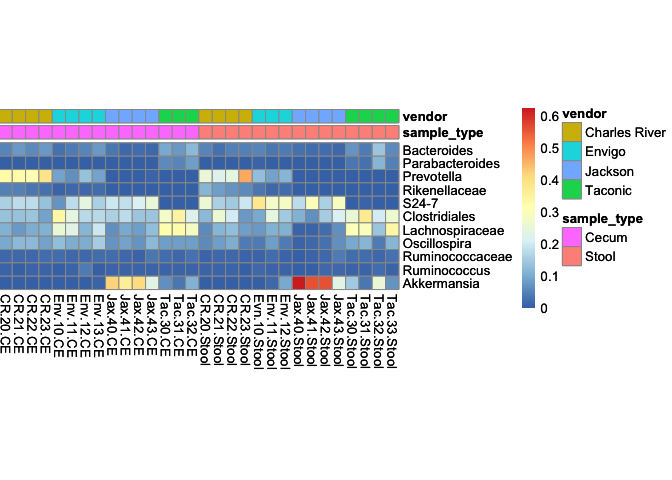 vendor
sample_type
Bacteroides
Parabacteroides
Prevotella
Rikenellaceae
S24-7
Clostridiales
Lachnospiraceae
Oscillospira
Ruminococcaceae
Ruminococcus
Akkermansia
CR.20.CE
CR.21.CE
CR.22.CE
CR.23.CE
Env.10.CE
Env.11.CE
Env.12.CE
Env.13.CE
Jax.40.CE
Jax.41.CE
Jax.42.CE
Jax.43.CE
Tac.30.CE
Tac.31.CE
Tac.32.CE
CR.20.Stool
CR.21.Stool
CR.22.Stool
CR.23.Stool
Evn.10.Stool
Env.11.Stool
Env.12.Stool
Jax.40.Stool
Jax.41.Stool
Jax.42.Stool
Jax.43.Stool
Tac.30.Stool
Tac.31.Stool
Tac.32.Stool
Tac.33.Stool
0.6
0.5
0.4
0.3
0.2
0.1
0
vendor
Charles River
Envigo
Jackson
Taconic
sample_type
Cecum
Stool